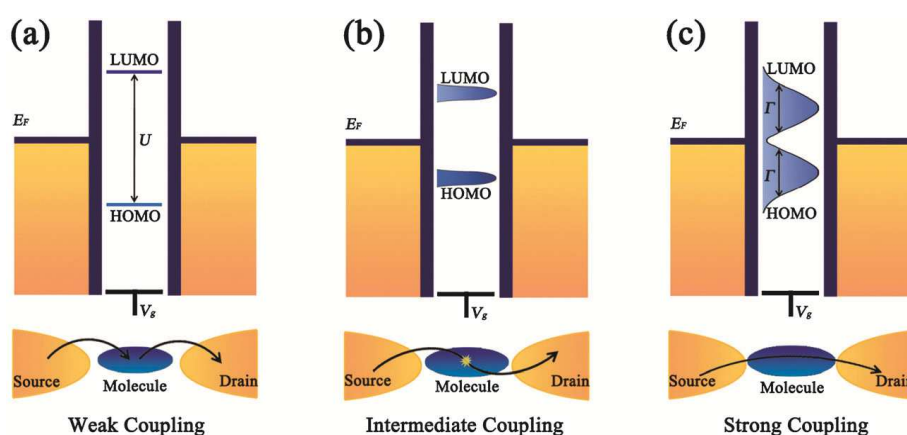 (a)
LUMO
E_F
U
HOMO
V_g
Source
Molecule
Drain
Weak Coupling
(b)
LUMO
E_F
HOMO
V_g
Source
Molecule
Drain
Intermediate Coupling
(c)
LUMO
E_F
Γ
Γ
HOMO
V_g
Source
Molecule
Drain
Strong Coupling